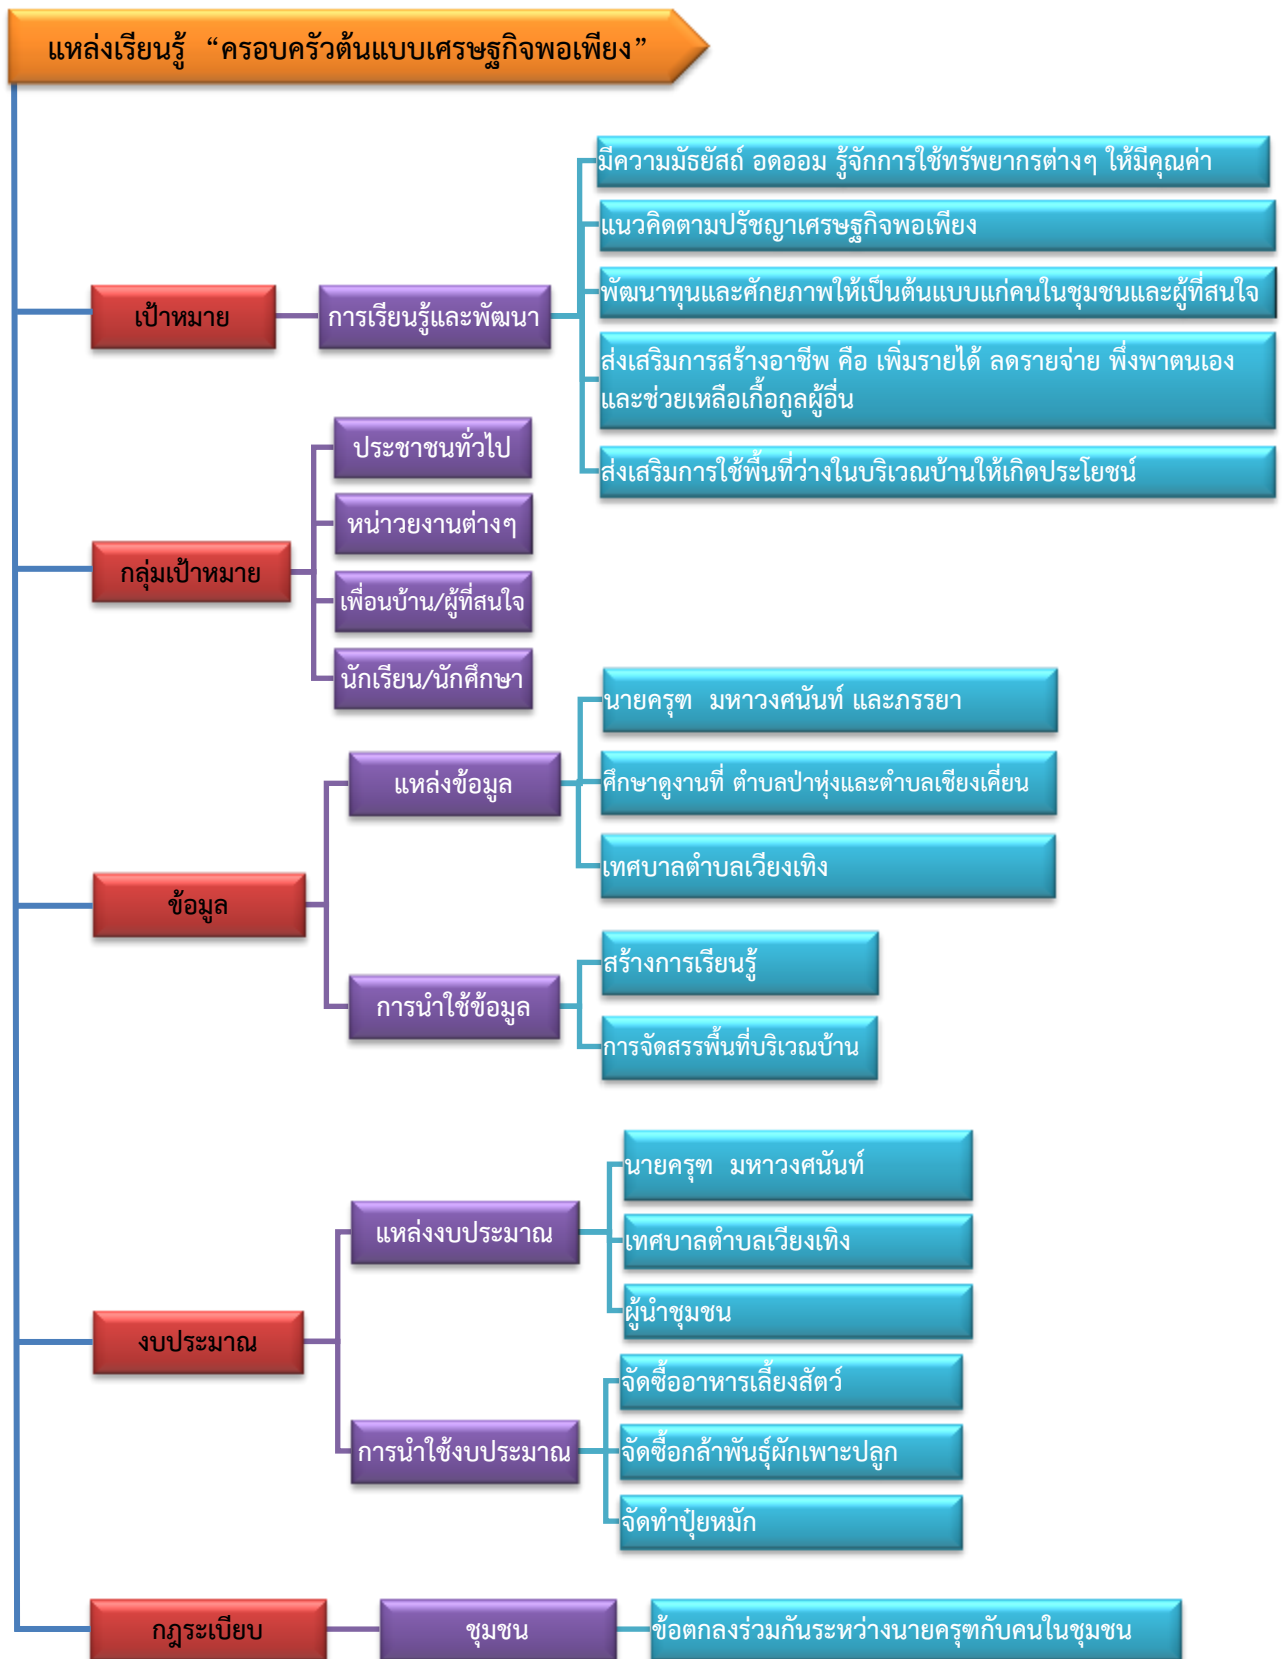 แหล่งเรียนรู้ “ครอบครัวต้นแบบเศรษฐกิจพอเพียง”
เป้าหมาย
การเรียนรู้และพัฒนา
มีความมัธยัสถ์ อดออม รู้จักการใช้ทรัพยากรต่างๆ ให้มีคุณค่า
แนวคิดตามปรัชญาเศรษฐกิจพอเพียง
พัฒนาทุนและศักยภาพให้เป็นต้นแบบแก่คนในชุมชนและผู้ที่สนใจ
ส่งเสริมการสร้างอาชีพ คือ เพิ่มรายได้ ลดรายจ่าย พึ่งพาตนเอง
และช่วยเหลือเกื้อกูลผู้อื่น
ส่งเสริมการใช้พื้นที่ว่างในบริเวณบ้านให้เกิดประโยชน์
กลุ่มเป้าหมาย
ประชาชนทั่วไป
หน่าวยงานต่างๆ
เพื่อนบ้าน/ผู้ที่สนใจ
นักเรียน/นักศึกษา
ข้อมูล
แหล่งข้อมูล
นายครุฑ มหาวงศนันท์ และภรรยา
ศึกษาดูงานที่ ตำบลป่าหุ่งและตำบลเชียงเคี่ยน
เทศบาลตำบลเวียงเทิง
การนำใช้ข้อมูล
สร้างการเรียนรู้
การจัดสรรพื้นที่บริเวณบ้าน
งบประมาณ
แหล่งงบประมาณ
นายครุฑ มหาวงศนันท์
เทศบาลตำบลเวียงเทิง
ผู้นำชุมชน
การนำใช้งบประมาณ
จัดซื้ออาหารเลี้ยงสัตว์
จัดซื้อกล้าพันธุ์ผักเพาะปลูก
จัดทำปุ๋ยหมัก
กฎระเบียบ
ชุมชน
ข้อตกลงร่วมกันระหว่างนายครุฑกับคนในชุมชน